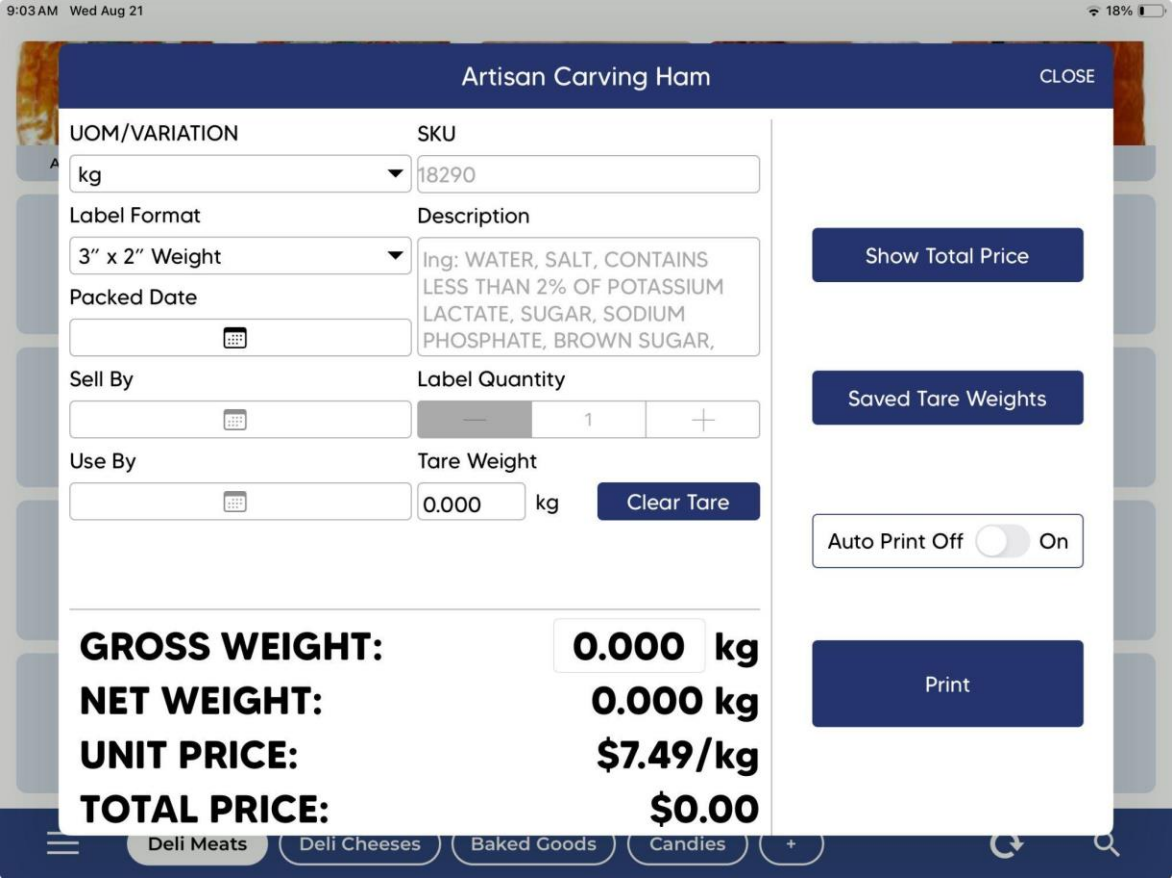 9:03 AM Wed Aug 21
18%
Artisan Carving Ham
CLOSE
UOM/VARIATION
SKU
kg
18290
Label Format
Description
3″ x 2″ Weight
Ing: WATER, SALT, CONTAINS
LESS THAN 2% OF POTASSIUM
LACTATE, SUGAR, SODIUM
PHOSPHATE, BROWN SUGAR,
Packed Date
Sell By
Label Quantity
1
Use By
Tare Weight
0.000 kg
Clear Tare
Show Total Price
Saved Tare Weights
Auto Print Off On
Print
GROSS WEIGHT: 0.000 kg
NET WEIGHT: 0.000 kg
UNIT PRICE: $7.49/kg
TOTAL PRICE: $0.00
Deli Meats
Deli Cheeses
Baked Goods
Candies
+